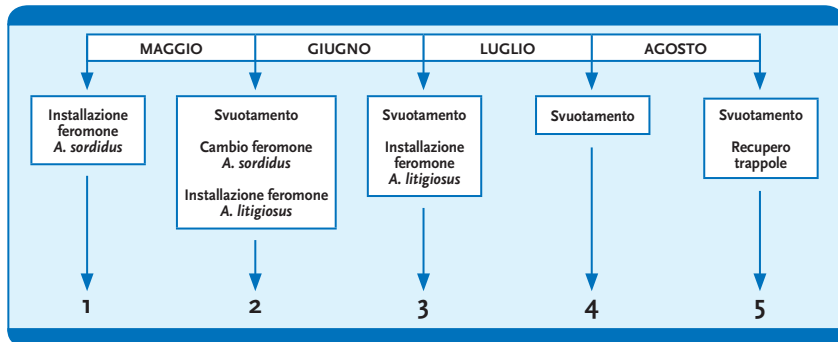 MAGGIO GIUGNO LUGLIO AGOSTO
Installazione
feromone
A. sordidus
Svuotamento
Cambio feromone
A. sordidus
Installazione feromone
A. litigiosus
Svuotamento
Installazione
feromone
A. litigiosus
Svuotamento
Svuotamento
Recupero
trappole
1 2 3 4 5